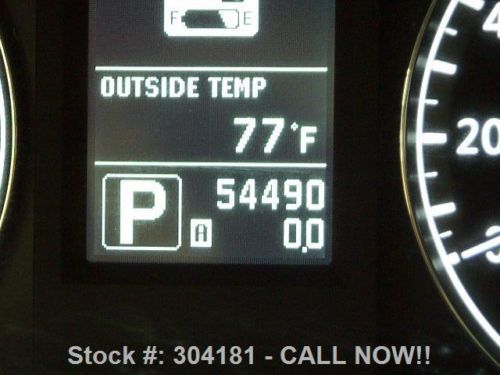 F E
OUTSIDE TEMP
77°F
P
54490
A 0.0
20
Stock #: 304181 - CALL NOW!!